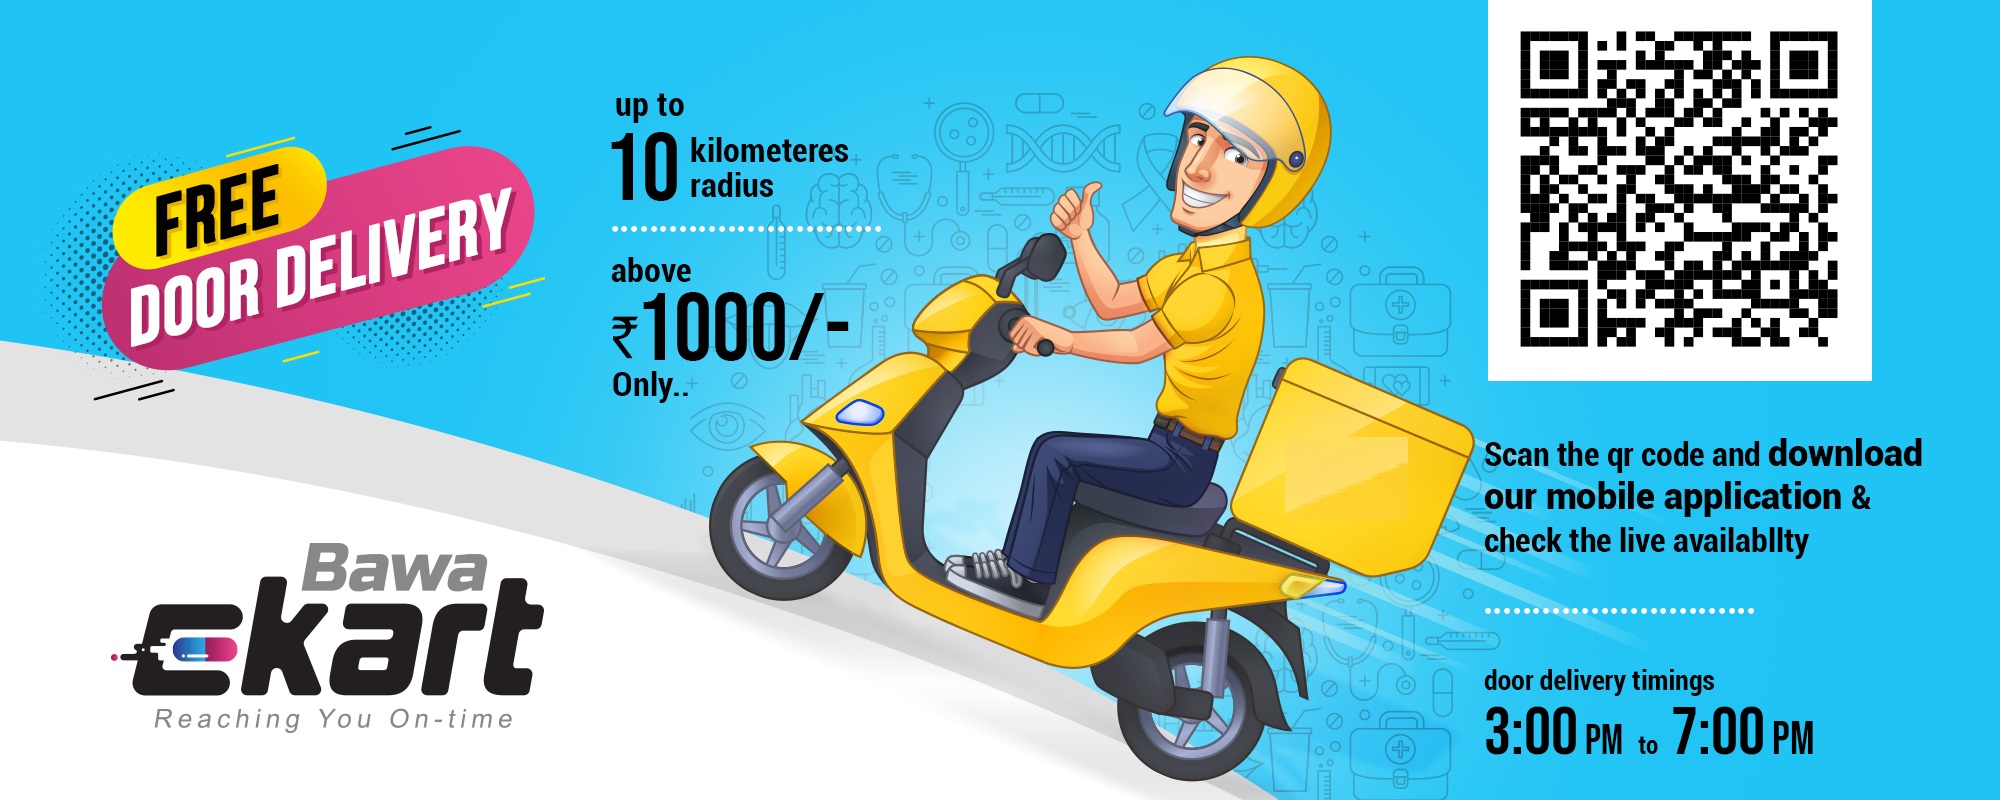 FREE
DOOR DELIVERY
up to
10 kilometeres
radius
above
₹1000/-
Only..
Scan the qr code and download
our mobile application &
check the live availabllty
door delivery timings
3:00 PM to 7:00 PM
Bawa
ekart
Reaching You On-time